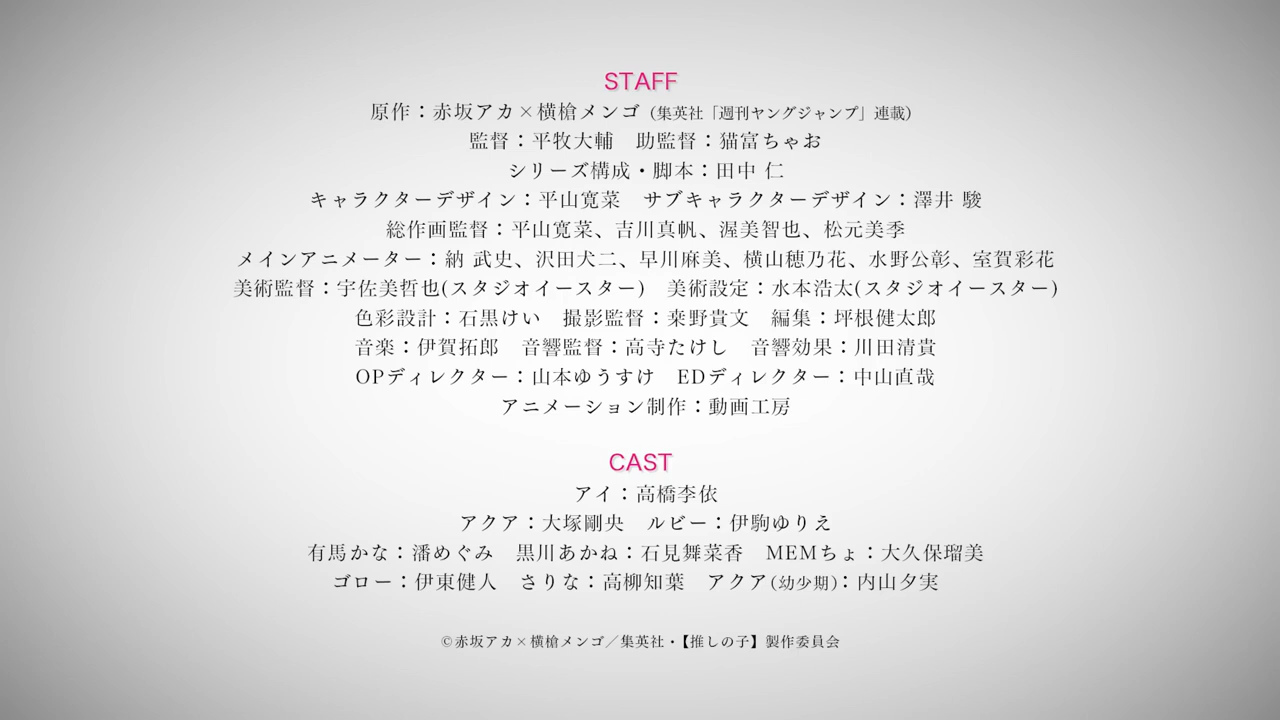 STAFF
原作：赤坂アカ×横槍メンゴ（集英社「週刊ヤングジャンプ」連載）
監督：平牧大輔　助監督：猫富ちゃお
シリーズ構成・脚本：田中 仁
キャラクターデザイン：平山寛菜　サブキャラクターデザイン：澤井 駿
総作画監督：平山寛菜、吉川真帆、渥美智也、松元美季
メインアニメーター：納 武史、沢田犬二、早川麻美、横山穂乃花、水野公彰、室賀彩花
美術監督：宇佐美哲也(スタジオイースター)　美術設定：水本浩太(スタジオイースター)
色彩設計：石黒けい　撮影監督：桒野貴文　編集：坪根健太郎
音楽：伊賀拓郎　音響監督：高寺たけし　音響効果：川田清貴
OPディレクター：山本ゆうすけ　EDディレクター：中山直哉
アニメーション制作：動画工房
CAST
アイ：高橋李依
アクア：大塚剛央　ルビー：伊駒ゆりえ
有馬かな：潘めぐみ　黒川あかね：石見舞菜香　MEMちょ：大久保瑠美
ゴロー：伊東健人　さりな：高柳知葉　アクア(幼少期)：内山夕実
©赤坂アカ×横槍メンゴ／集英社・【推しの子】製作委員会